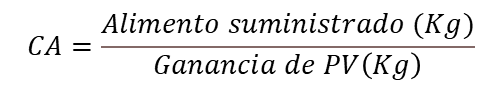 CA = Alimento suministrado (Kg)
Ganancia de PV(Kg)